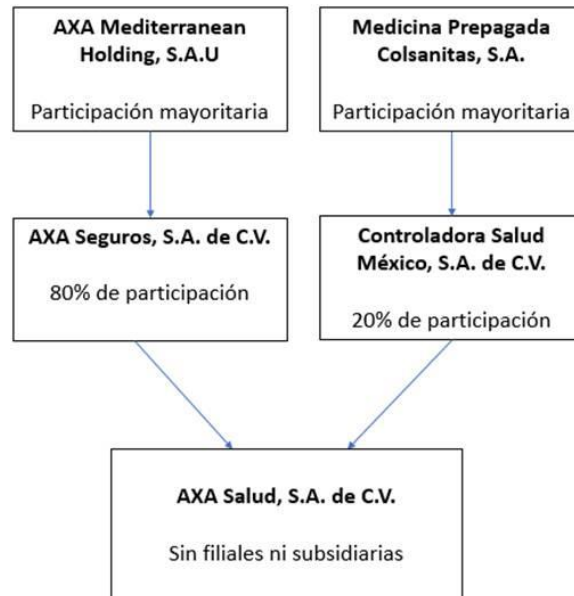 AXA Mediterranean
Holding, S.A.U
Participación mayoritaria
Medicina Prepagada
Colsanitas, S.A.
Participación mayoritaria
AXA Seguros, S.A. de C.V.
80% de participación
Controladora Salud
México, S.A. de C.V.
20% de participación
AXA Salud, S.A. de C.V.
Sin filiales ni subsidiarias